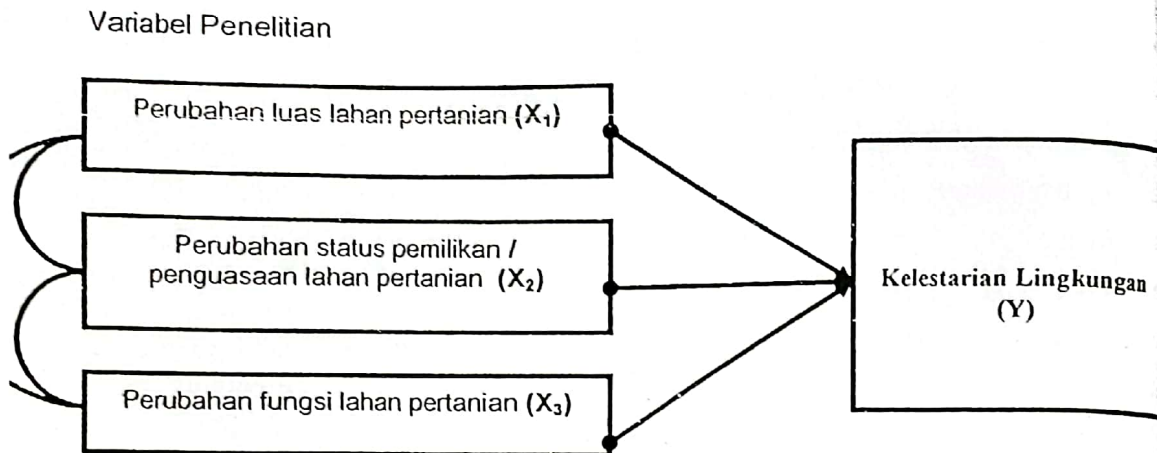 Variabel Penelitian
Perubahan luas lahan pertanian (X₁)
Perubahan status pemilikan /
penguasaan lahan pertanian (X₂)
Perubahan fungsi lahan pertanian (X₃)
Kelestarian Lingkungan
(Y)